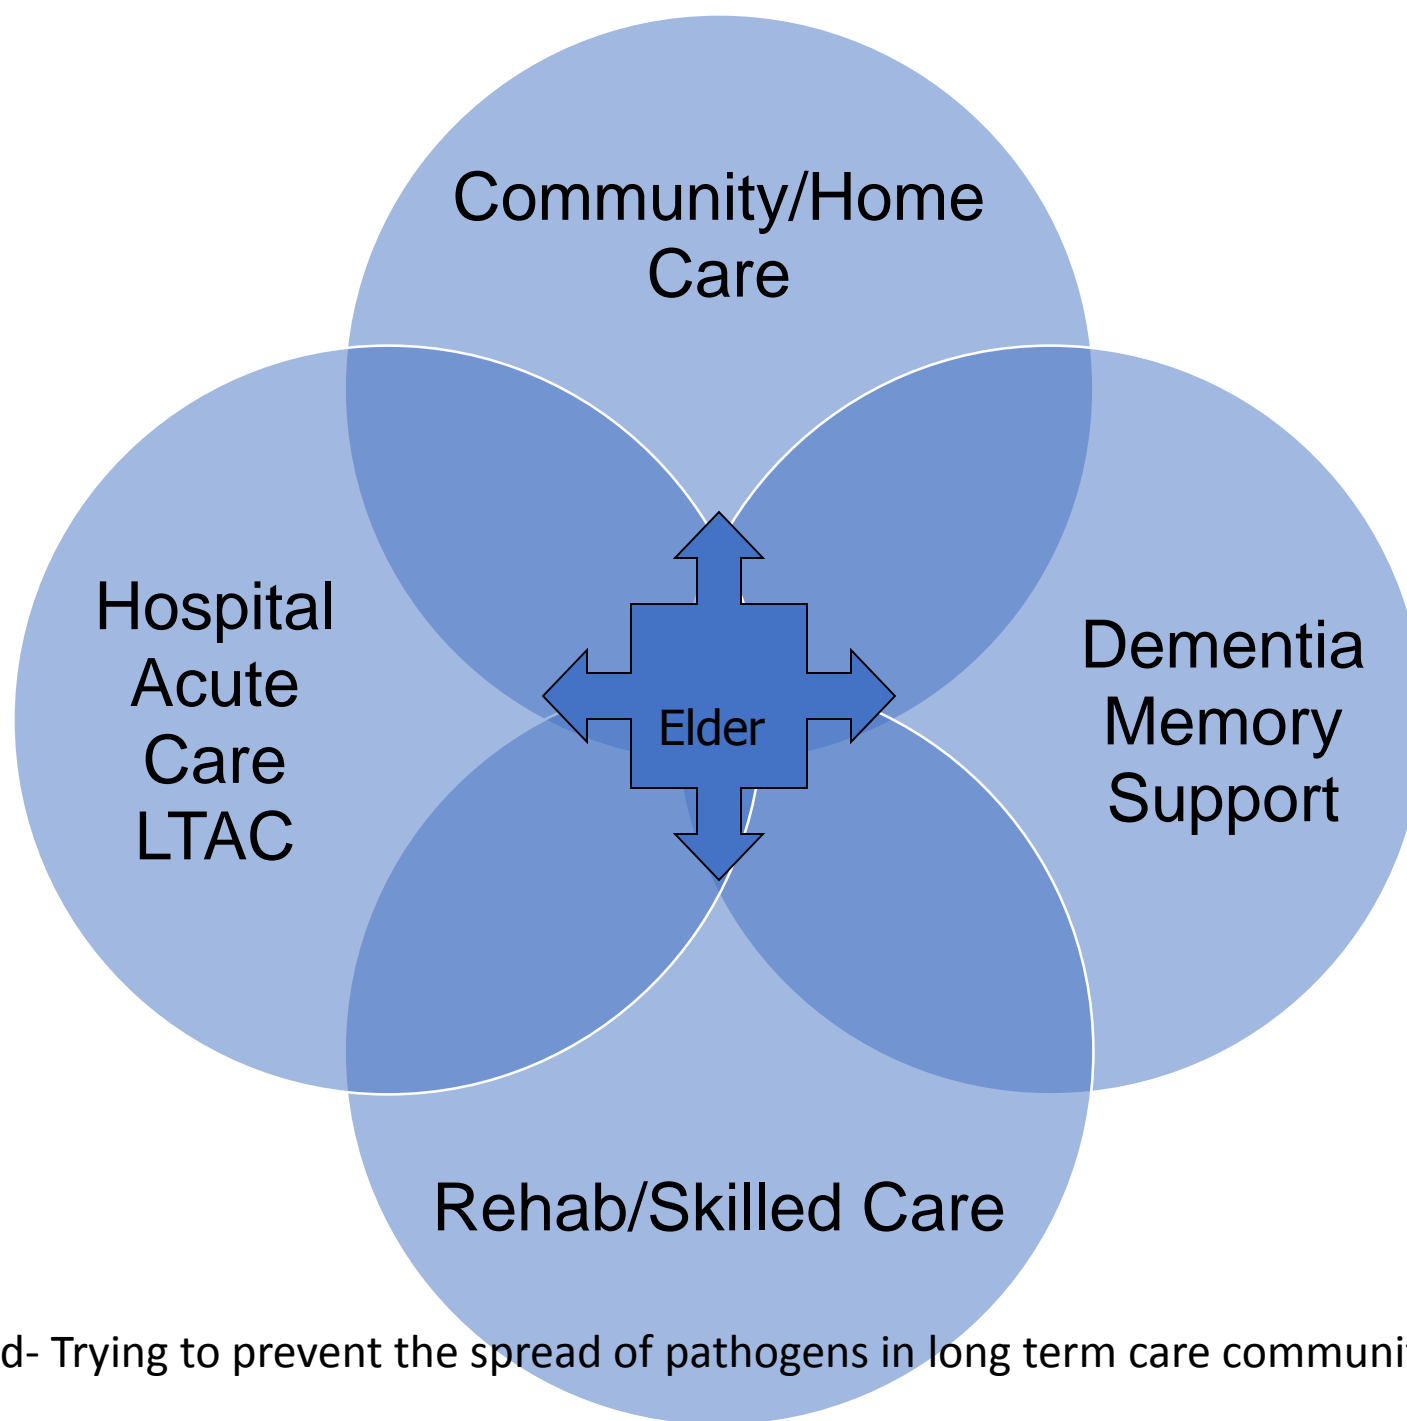 Community/Home
Care
Hospital
Acute
Care
LTAC
Elder
Dementia
Memory
Support
Rehab/Skilled Care
d- Trying to prevent the spread of pathogens in long term care communi